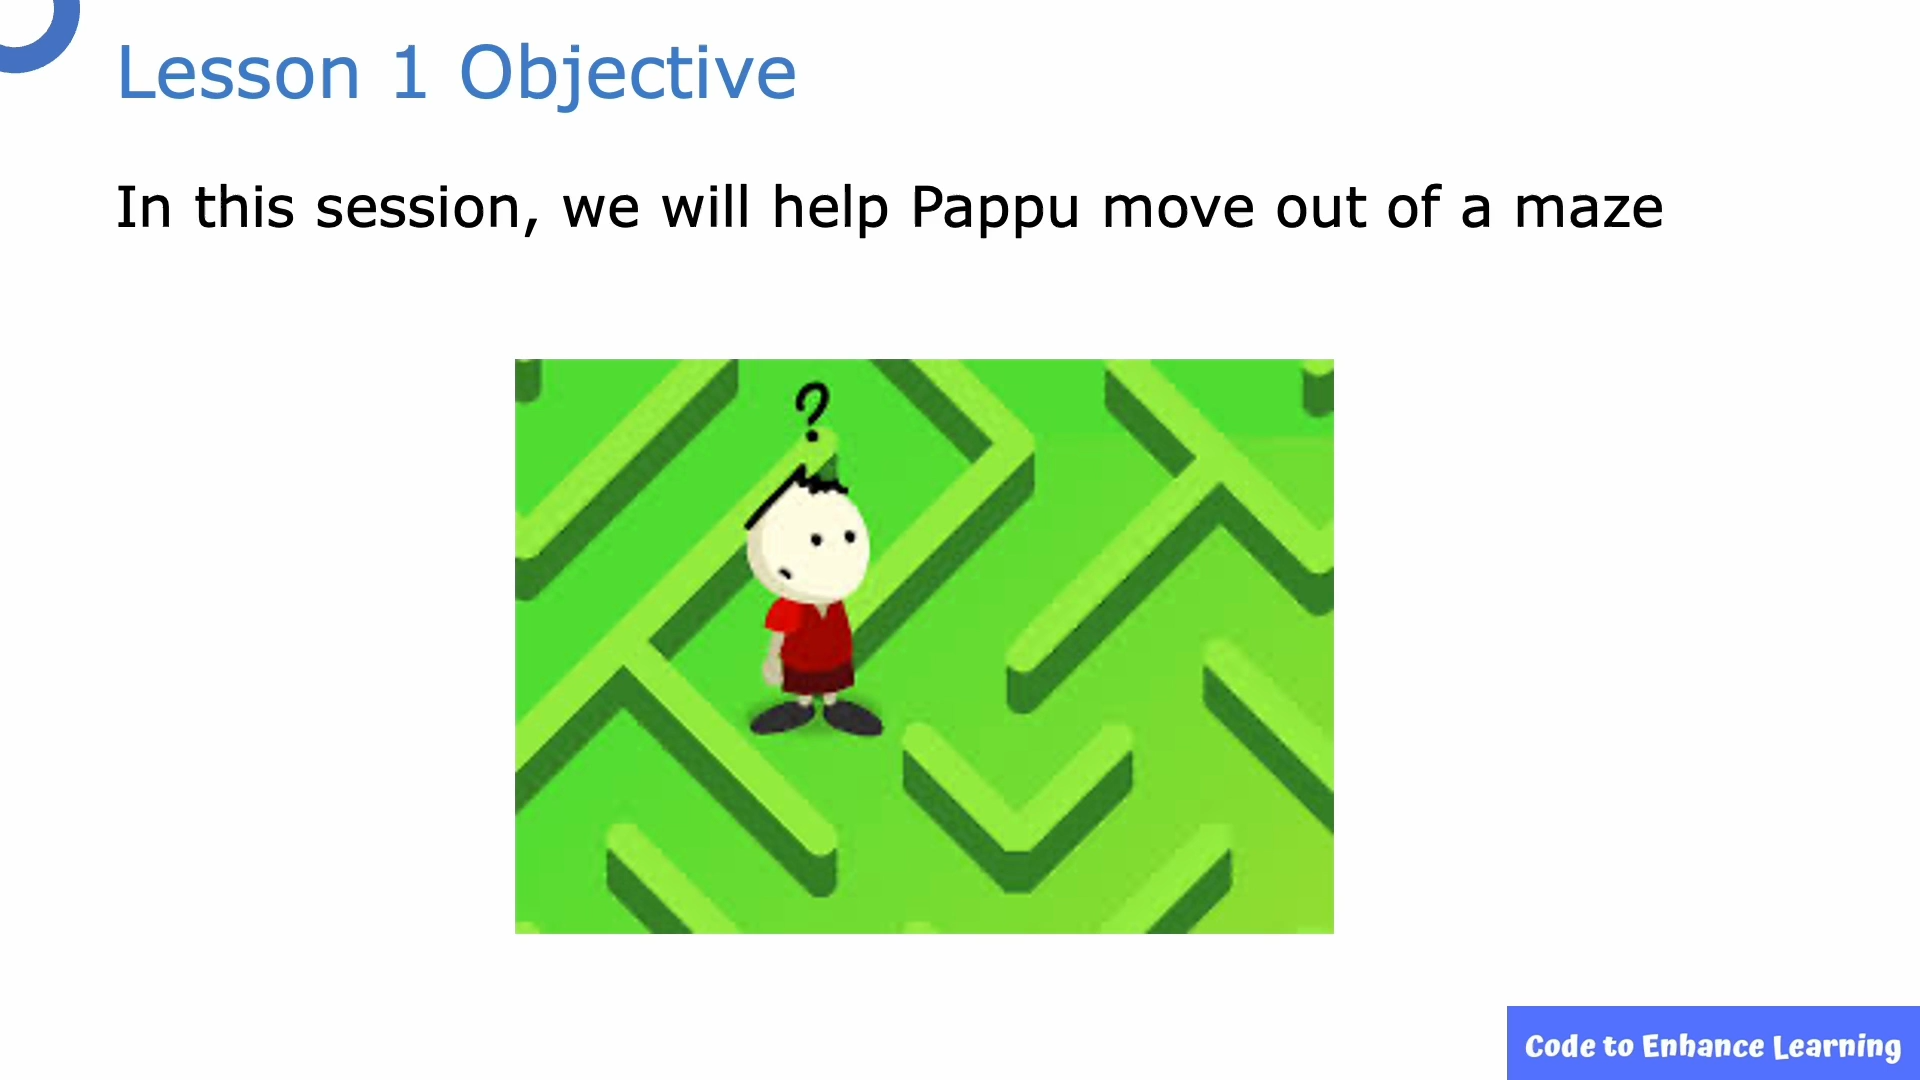 Lesson 1 Objective
In this session, we will help Pappu move out of a maze
?
Code to Enhance Learning